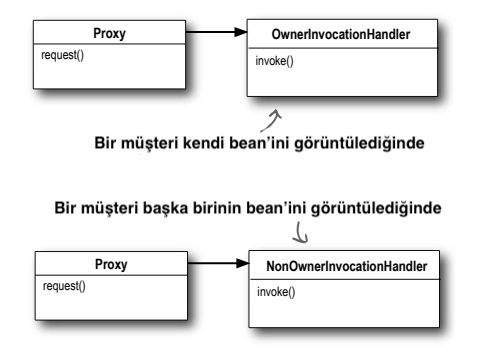 Proxy
request()
OwnerInvocationHandler
invoke()
Bir müşteri kendi bean'ini görüntülediğinde
Bir müşteri başka birinin bean'ini görüntülediğinde
Proxy
request()
NonOwnerInvocationHandler
invoke()